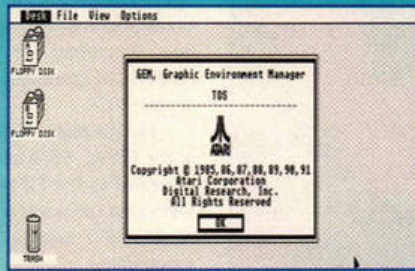 Desk File View Options
FLOPPY DISK
FLOPPY DISK
TRASH
GEM, Graphic Environment Manager
TOS
ATARI
Copyright © 1985,86,87,88,89,90,91
Atari Corporation
Digital Research, Inc.
All Rights Reserved
OK